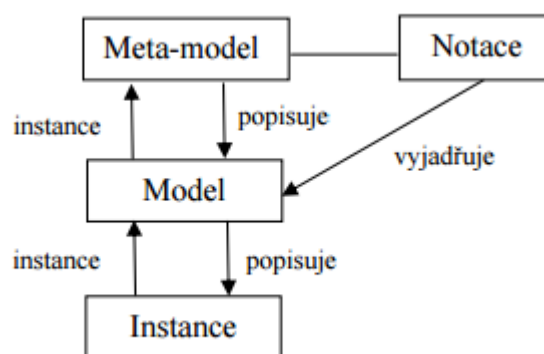 Meta-model
Notace
instance
popisuje
vyjadřuje
Model
instance
popisuje
Instance